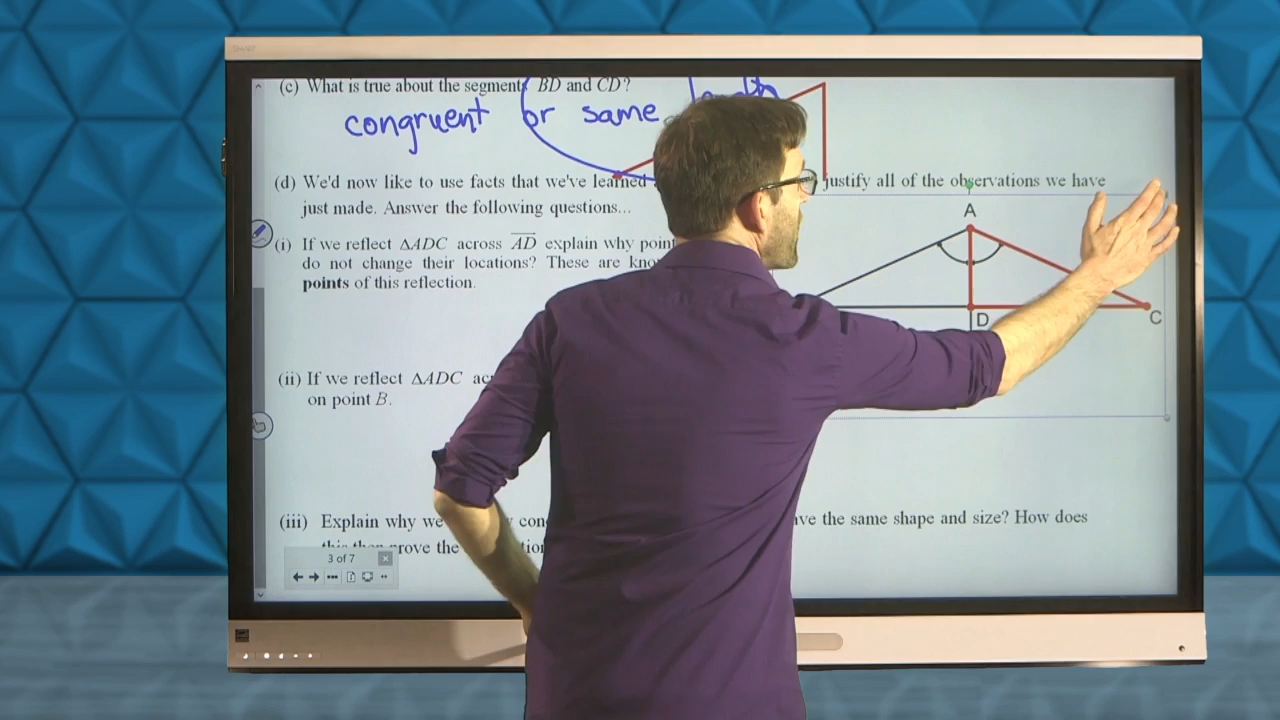 SMART
(c) What is true about the segments BD and CD?
congruent or same length
(d) We'd now like to use facts that we've learned justify all of the observations we have
just made. Answer the following questions...
(i) If we reflect ΔADC across AD explain why
do not change their locations? These are
points of this reflection.
A
D
C
(ii) If we reflect ΔADC
on point B.
(iii) Explain why we the same shape and size? How does
this then prove the
3 of 7